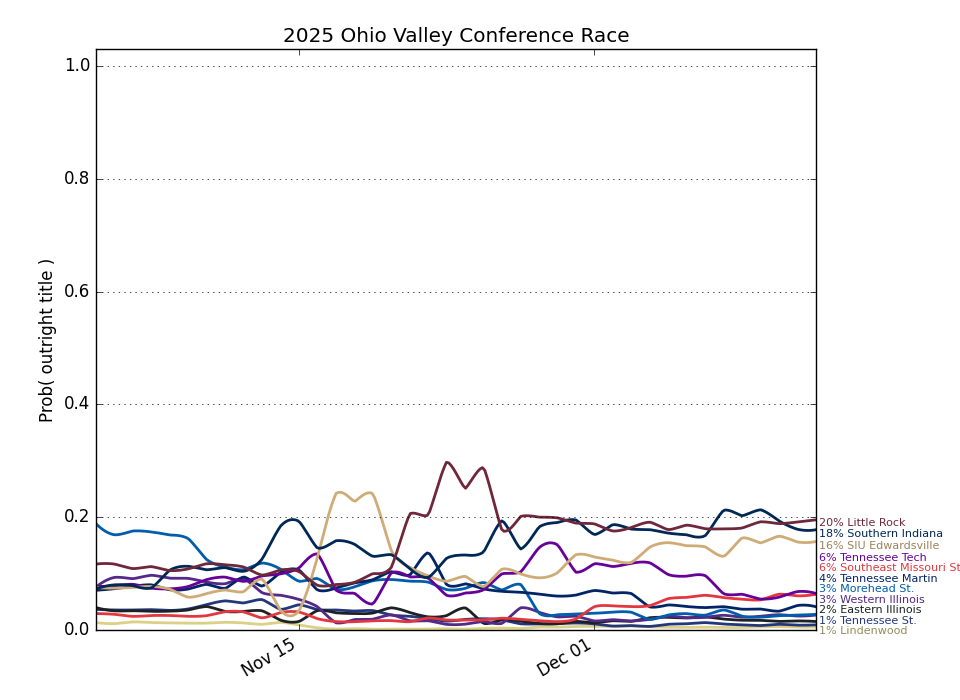 2025 Ohio Valley Conference Race
1.0
0.8
0.6
0.4
0.2
0.0
Prob( outright title )
Nov 15
Dec 01
20% Little Rock
18% Southern Indiana
16% SIU Edwardsville
6% Tennessee Tech
6% Southeast Missouri St
4% Tennessee Martin
3% Morehead St.
3% Western Illinois
2% Eastern Illinois
1% Tennessee St.
1% Lindenwood